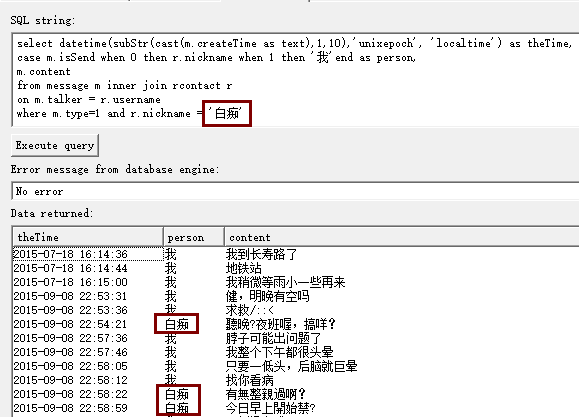 SQL string:
select datetime(subStr(cast(m.createTime as text),1,10),'unixepoch', 'localtime') as theTime,
case m.isSend when 0 then r.nickname when 1 then '我'end as person,
m.content
from message m inner join rcontact r
on m.talker = r.username
where m.type=1 and r.nickname = '白痴'
Execute query
Error message from database engine:
No error
Data returned:
theTime person content
2015-07-18 16:14:36 我 我到长寿路了
2015-07-18 16:14:44 我 地铁站
2015-07-18 16:15:00 我 我稍微等雨小一些再来
2015-09-08 22:53:31 我 健，明晚有空吗
2015-09-08 22:53:36 我 求救/::<
2015-09-08 22:54:21 白痴 聽晚?夜班喔，搞咩?
2015-09-08 22:57:36 我 脖子可能出问题了
2015-09-08 22:57:46 我 我整个下午都很头晕
2015-09-08 22:58:05 我 只要一低头，后脑就巨晕
2015-09-08 22:58:12 我 找你看病
2015-09-08 22:58:22 白痴 有無整親過啊？
2015-09-08 22:58:59 白痴 今日早上開始禁?